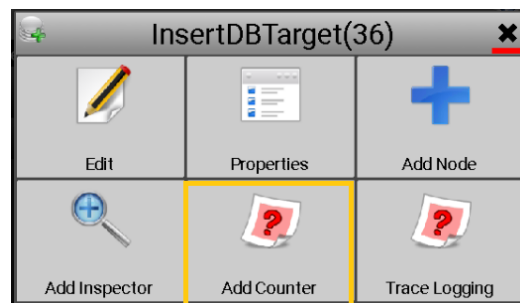 InsertDBTarget(36)
Edit
Properties
Add Node
Add Inspector
Add Counter
Trace Logging